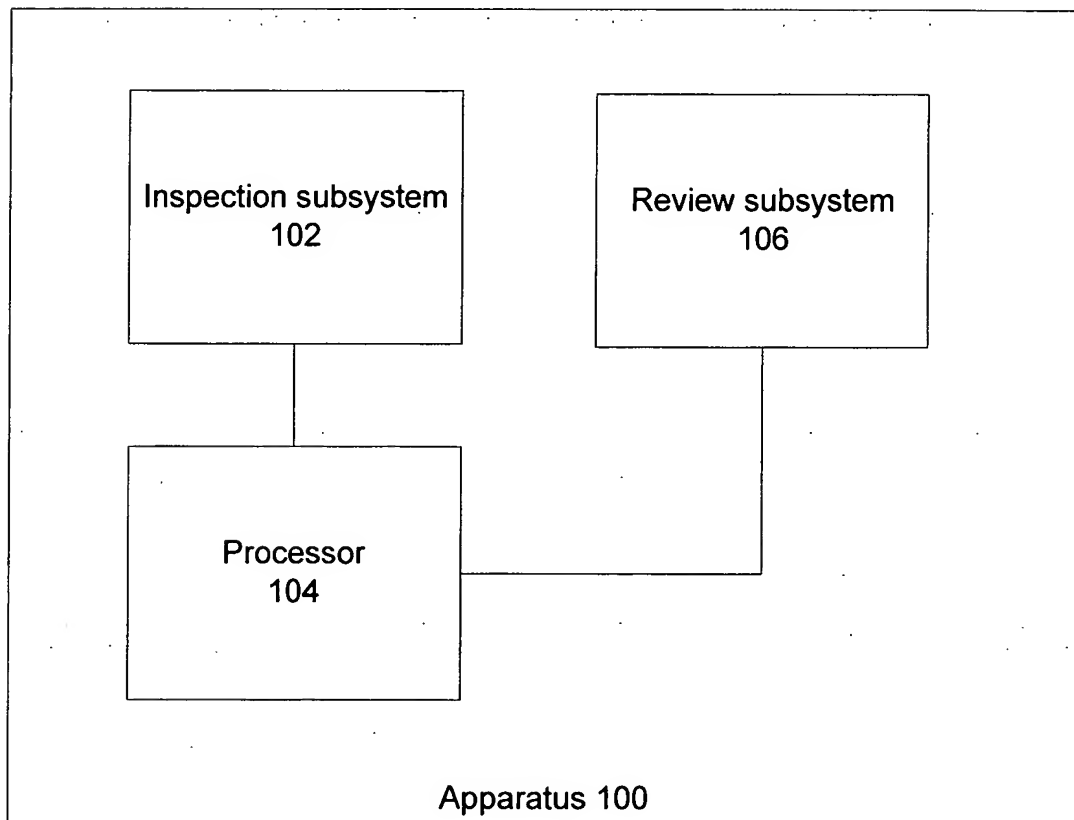 Inspection subsystem
102
Review subsystem
106
Processor
104
Apparatus 100